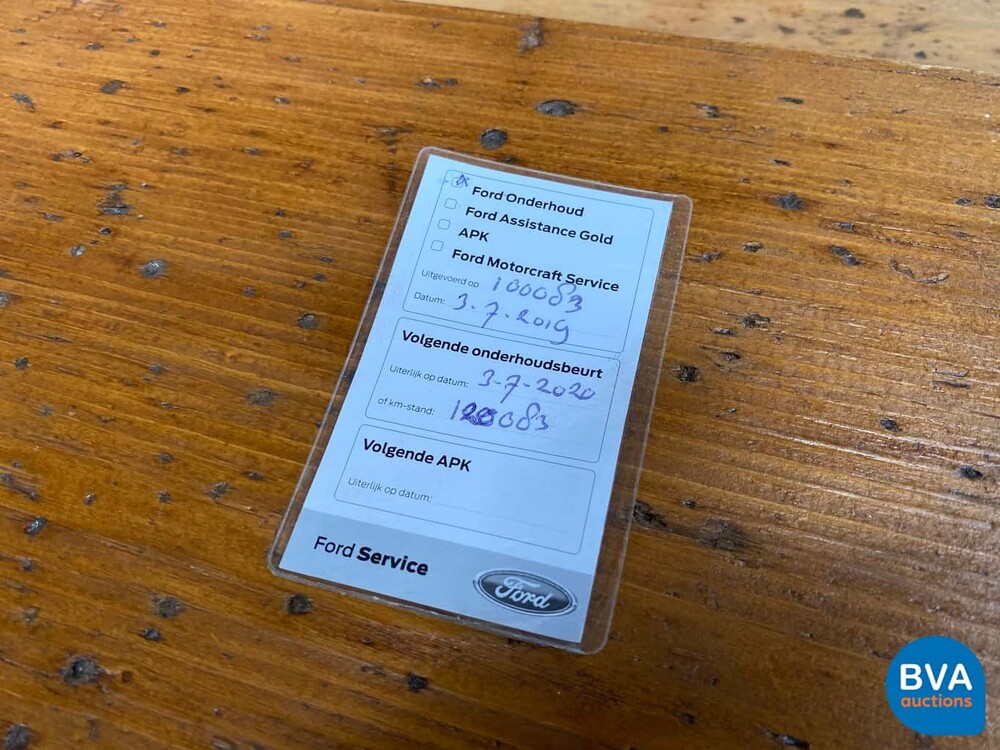 Ford Onderhoud
Ford Assistance Gold
APK
Ford Motorcraft Service
Uitgevoerd op 100083
Datum: 3-7-2019
Volgende onderhoudsbeurt
Uiterlijk op datum: 3-7-2020
of km-stand: 120083
Volgende APK
Uiterlijk op datum:
Ford Service
Ford
BVA
auctions